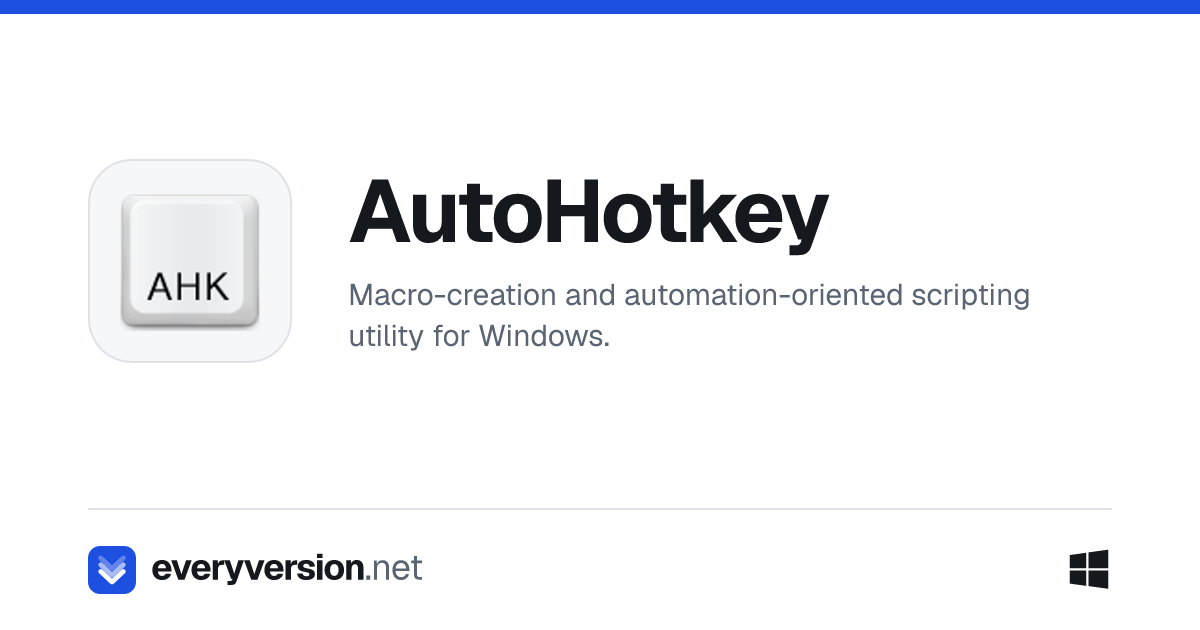 AHK
AutoHotkey
Macro-creation and automation-oriented scripting
utility for Windows.
everyversion.net